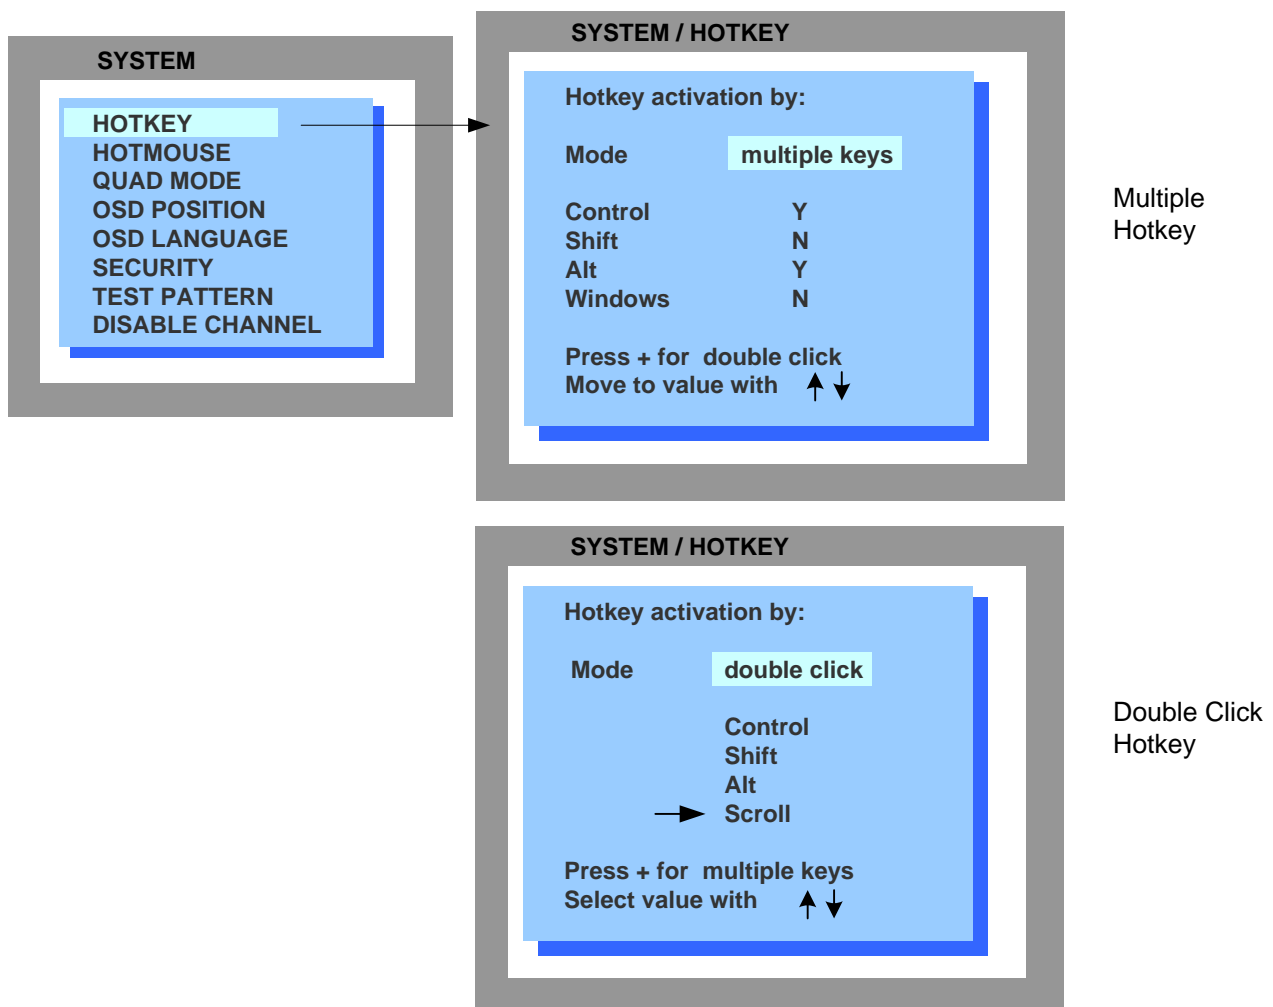 SYSTEM
HOTKEY
HOTMOUSE
QUAD MODE
OSD POSITION
OSD LANGUAGE
SECURITY
TEST PATTERN
DISABLE CHANNEL
SYSTEM / HOTKEY
Hotkey activation by:
Mode multiple keys
Control Y
Shift N
Alt Y
Windows N
Press + for double click
Move to value with
Multiple
Hotkey
SYSTEM / HOTKEY
Hotkey activation by:
Mode double click
Control
Shift
Alt
Scroll
Press + for multiple keys
Select value with
Double Click
Hotkey